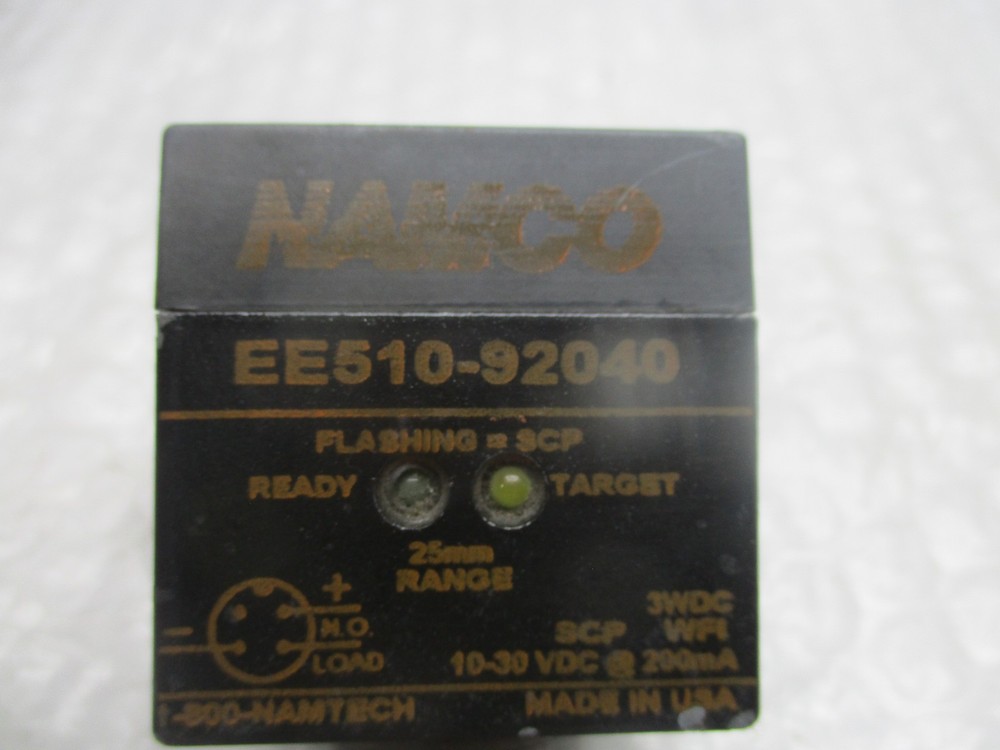 NAMCO
EE510-92040
FLASHING = SCP
READY TARGET
25mm
RANGE
+
3WDC
- N.O. SCP WFI
LOAD 10-30 VDC @ 200mA
1-800-NAMTECH MADE IN USA